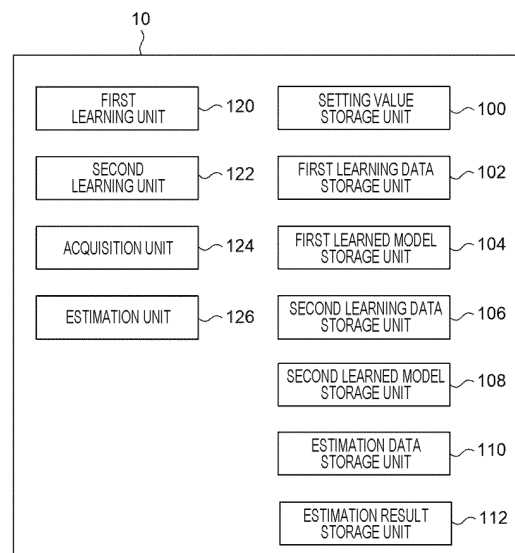 10
FIRST
LEARNING UNIT
120
SECOND
LEARNING UNIT
122
ACQUISITION UNIT
124
ESTIMATION UNIT
126
SETTING VALUE
STORAGE UNIT
100
FIRST LEARNING DATA
STORAGE UNIT
102
FIRST LEARNED MODEL
STORAGE UNIT
104
SECOND LEARNING DATA
STORAGE UNIT
106
SECOND LEARNED MODEL
STORAGE UNIT
108
ESTIMATION DATA
STORAGE UNIT
110
ESTIMATION RESULT
STORAGE UNIT
112